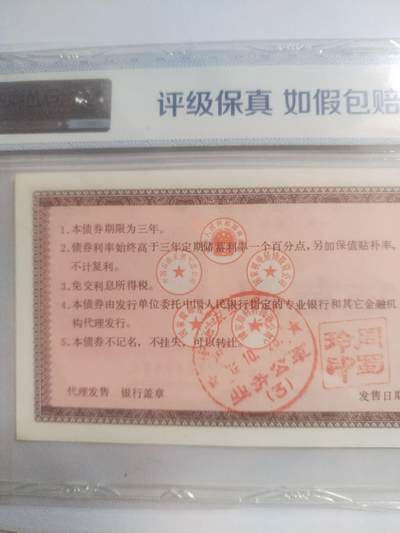 评级保真 如假包赔
1. 本债券期限为三年。
2. 债券利率始终高于三年定期储蓄利率一个百分点，另加保值贴补率，
不计复利。
3. 免交利息所得税。
4. 本债券由发行单位委托中国人民银行指定的专业银行和其它金融机
构代理发行。
5. 本债券不记名，不挂失，可以转让。
代理发售 银行盖章
发售日期